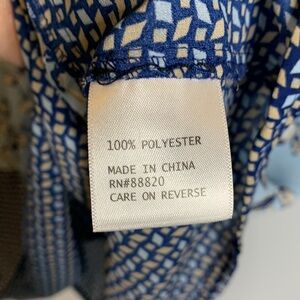 100% POLYESTER
MADE IN CHINA
RN#88820
CARE ON REVERSE